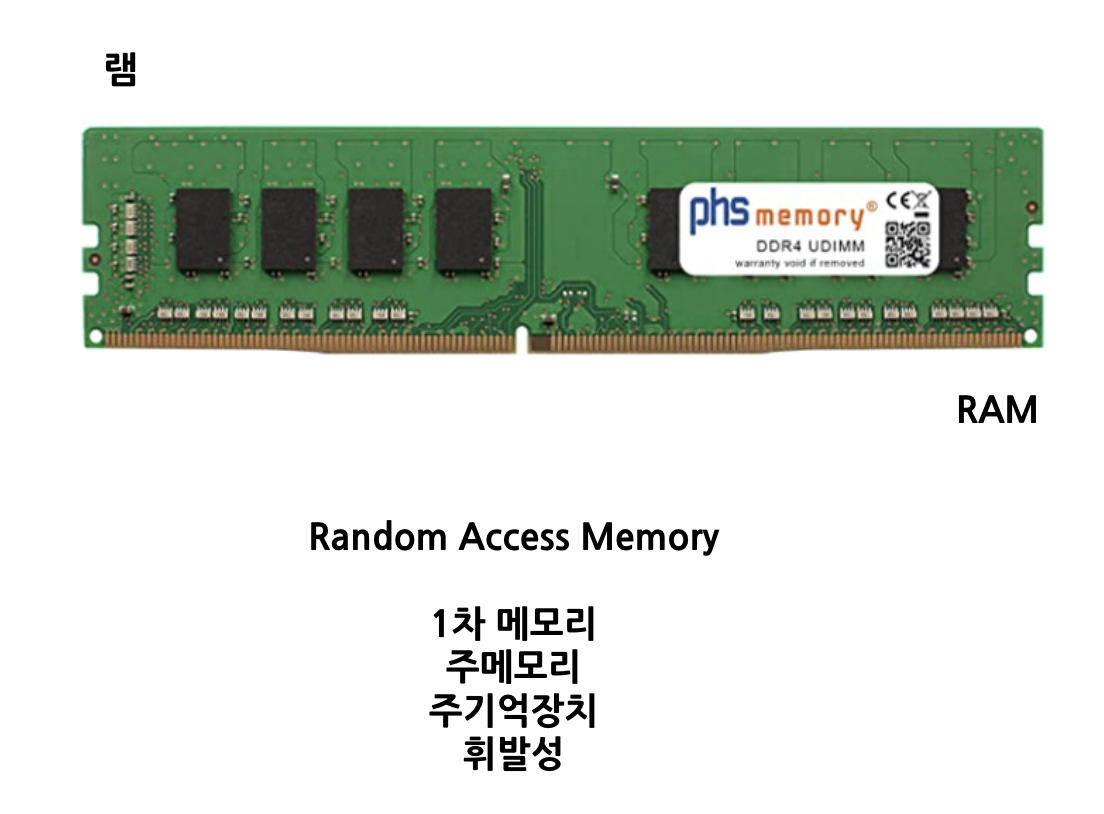 램
phs memory®
DDR4 UDIMM
warranty void if removed
RAM
Random Access Memory
1차 메모리
주메모리
주기억장치
휘발성